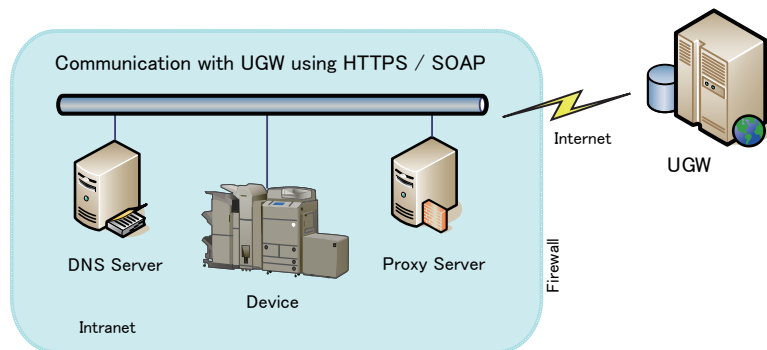 Communication with UGW using HTTPS / SOAP
Internet
UGW
DNS Server
Proxy Server
Device
Firewall
Intranet